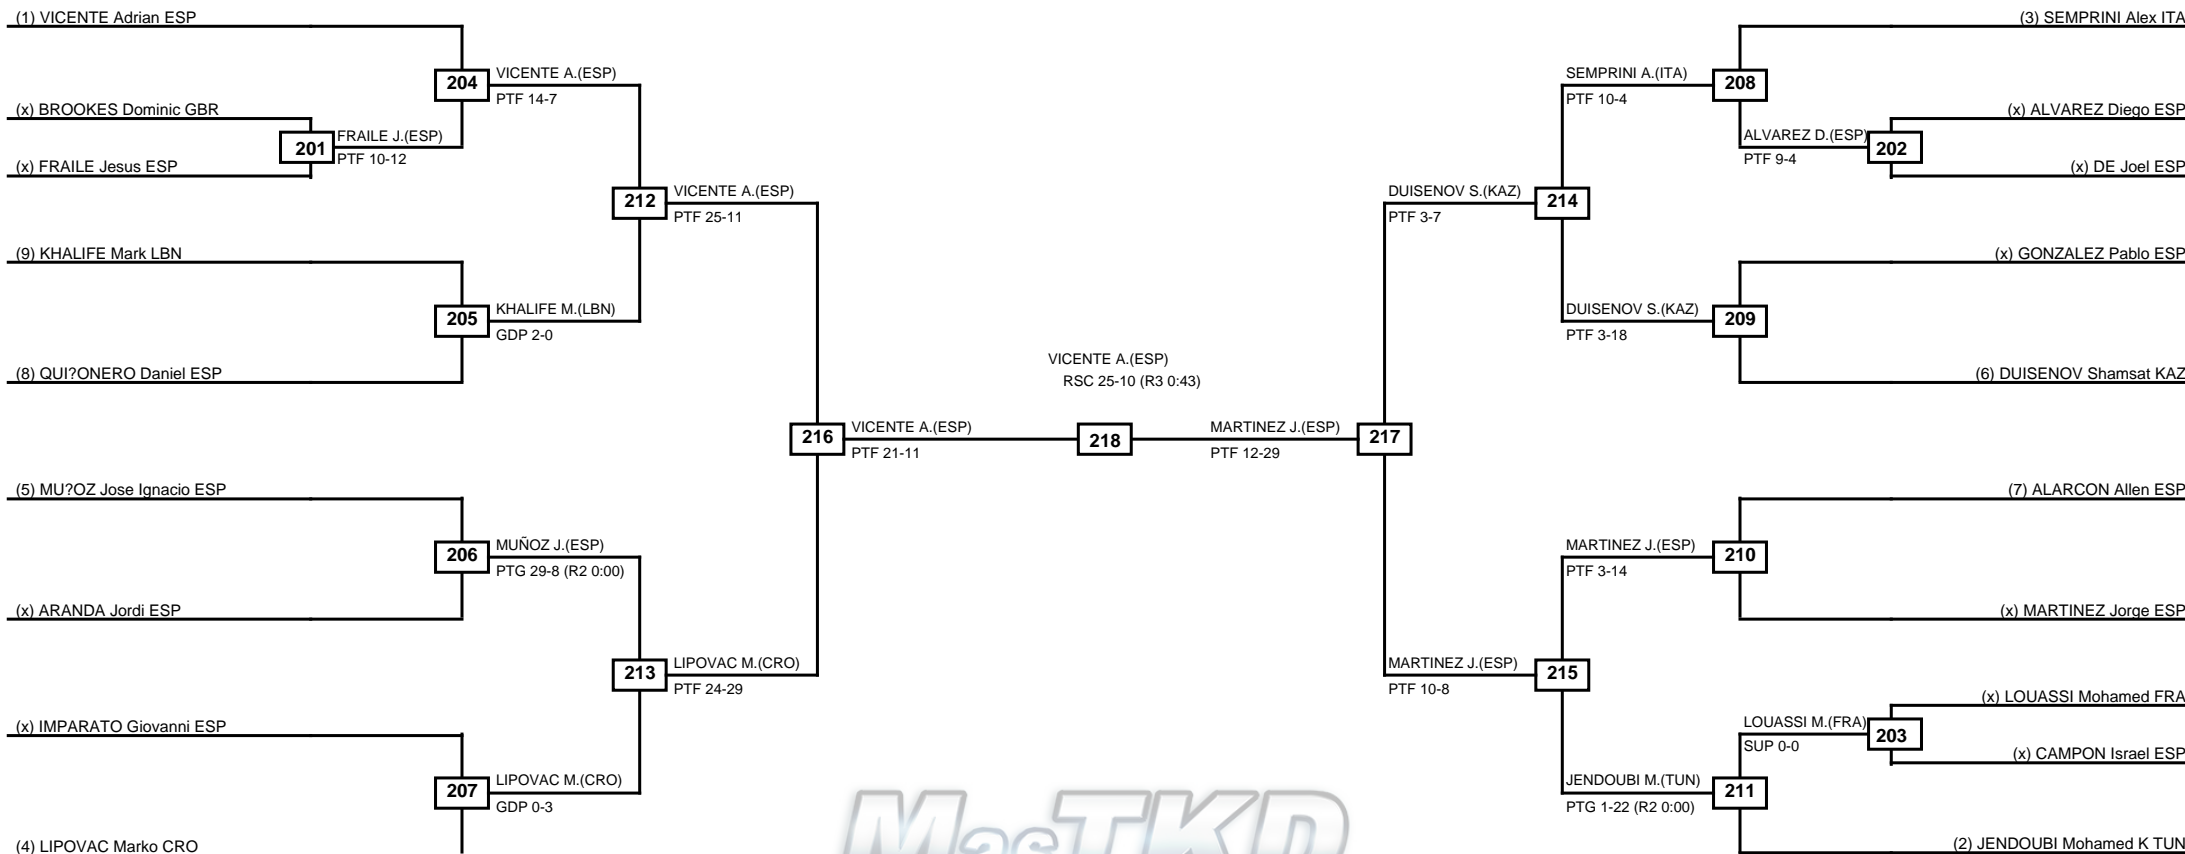 (1) VICENTE Adrian ESP
(3) SEMPRINI Alex ITA
204
VICENTE A.(ESP)
PTF 14-7
SEMPRINI A.(ITA)
PTF 10-4
208
(x) BROOKES Dominic GBR
(x) ALVAREZ Diego ESP
201
FRAILE J.(ESP)
PTF 10-12
ALVAREZ D.(ESP)
PTF 9-4
202
(x) FRAILE Jesus ESP
(x) DE Joel ESP
212
VICENTE A.(ESP)
PTF 25-11
DUISENOV S.(KAZ)
PTF 3-7
214
(9) KHALIFE Mark LBN
(x) GONZALEZ Pablo ESP
205
KHALIFE M.(LBN)
GDP 2-0
DUISENOV S.(KAZ)
PTF 3-18
209
(8) QUI?ONERO Daniel ESP
(6) DUISENOV Shamsat KAZ
VICENTE A.(ESP)
RSC 25-10 (R3 0:43)
216
VICENTE A.(ESP)
PTF 21-11
218
MARTINEZ J.(ESP)
PTF 12-29
217
(5) MU?OZ Jose Ignacio ESP
(7) ALARCON Allen ESP
206
MUÑOZ J.(ESP)
PTG 29-8 (R2 0:00)
MARTINEZ J.(ESP)
PTF 3-14
210
(x) ARANDA Jordi ESP
(x) MARTINEZ Jorge ESP
213
LIPOVAC M.(CRO)
PTF 24-29
MARTINEZ J.(ESP)
PTF 10-8
215
(x) IMPARATO Giovanni ESP
(x) LOUASSI Mohamed FRA
LOUASSI M.(FRA)
SUP 0-0
203
(x) CAMPON Israel ESP
207
LIPOVAC M.(CRO)
GDP 0-3
JENDOUBI M.(TUN)
PTG 1-22 (R2 0:00)
211
(4) LIPOVAC Marko CRO
(2) JENDOUBI Mohamed K TUN
MasTKD